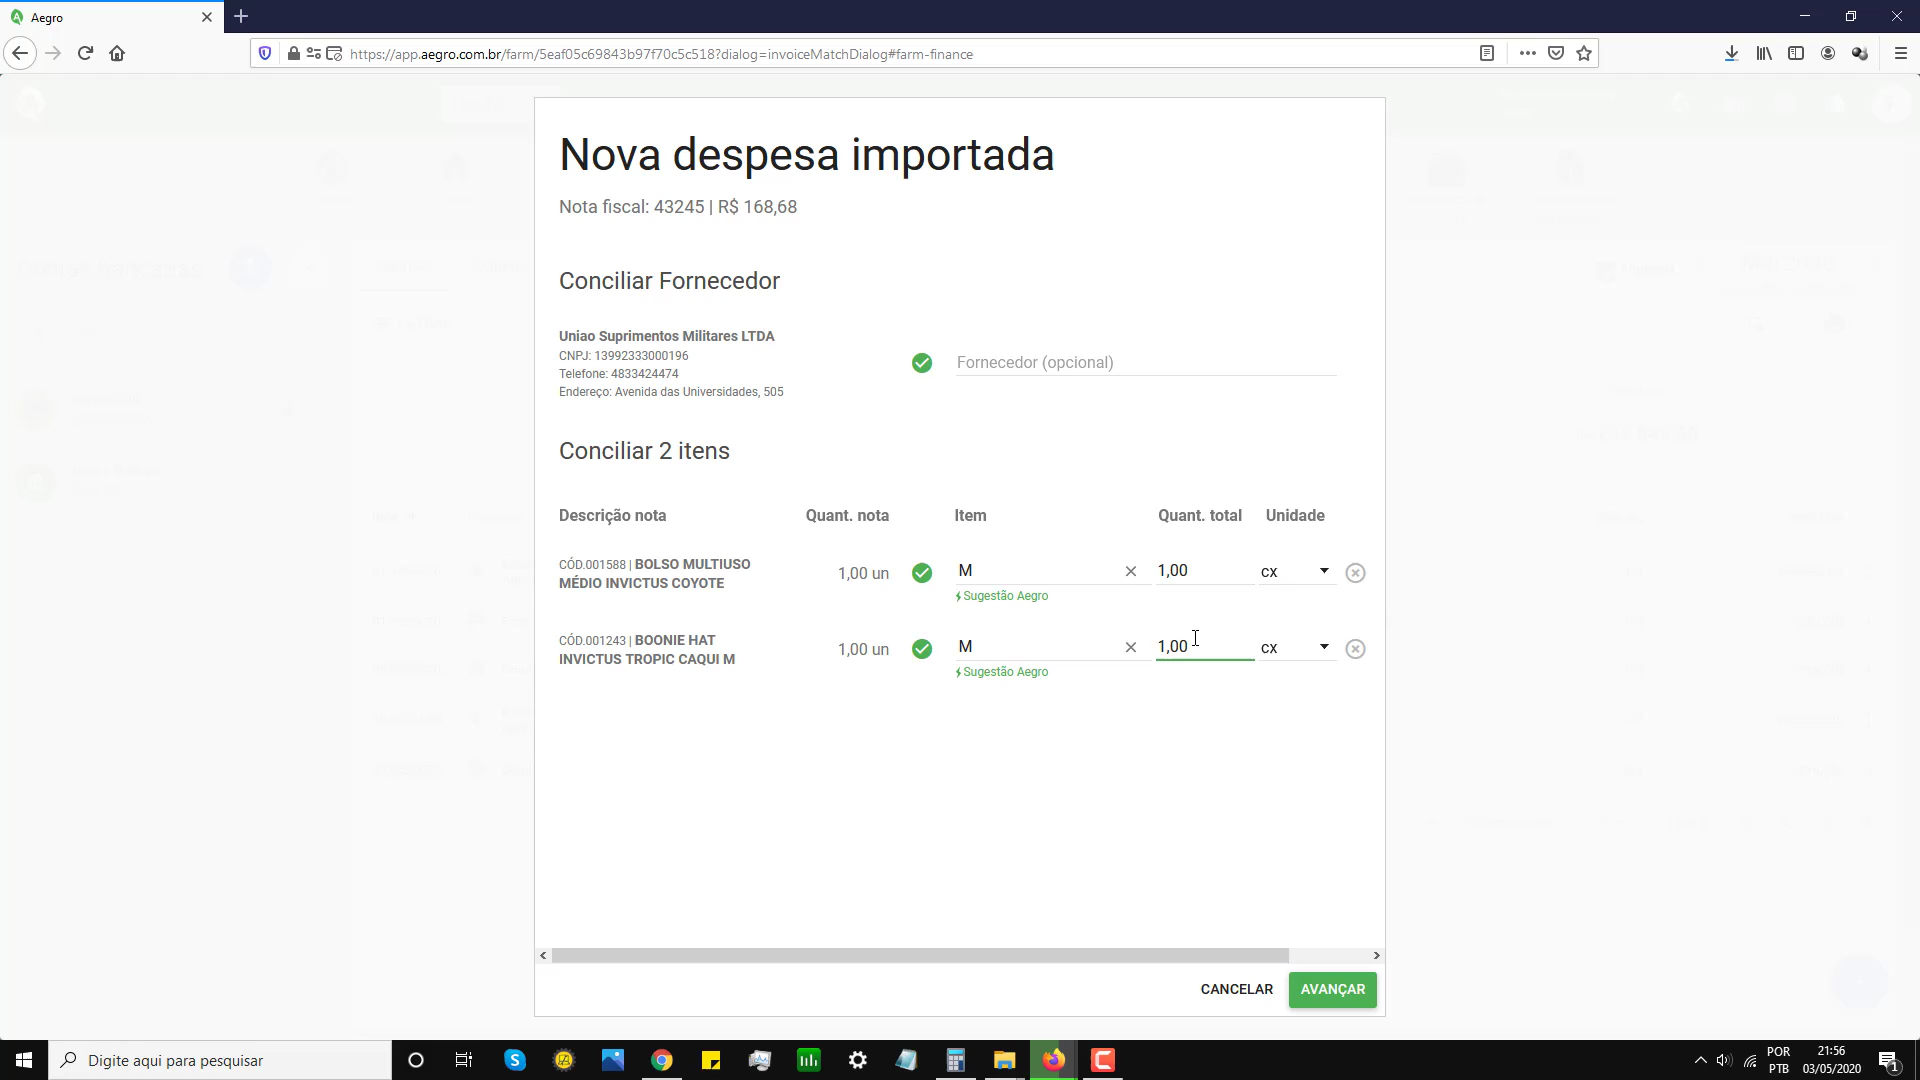 Aegro
https://app.aegro.com.br/farm/5eaf05c69843b97f70c5c518?dialog=invoiceMatchDialog#farm-finance
Nova despesa importada
Nota fiscal: 43245 | R$ 168,68
Conciliar Fornecedor
Uniao Suprimentos Militares LTDA
CNPJ: 13992333000196
Telefone: 4833424474
Endereço: Avenida das Universidades, 505
Fornecedor (opcional)
Conciliar 2 itens
Descrição nota Quant. nota Item Quant. total Unidade
CÓD.001588 | BOLSO MULTIUSO
MÉDIO INVICTUS COYOTE
1,00 un M 1,00 cx
Sugestão Aegro
CÓD.001243 | BOONIE HAT
INVICTUS TROPIC CAQUI M
1,00 un M 1,00 cx
Sugestão Aegro
CANCELAR AVANÇAR
Digite aqui para pesquisar
POR
PTB
21:56
03/05/2020
1